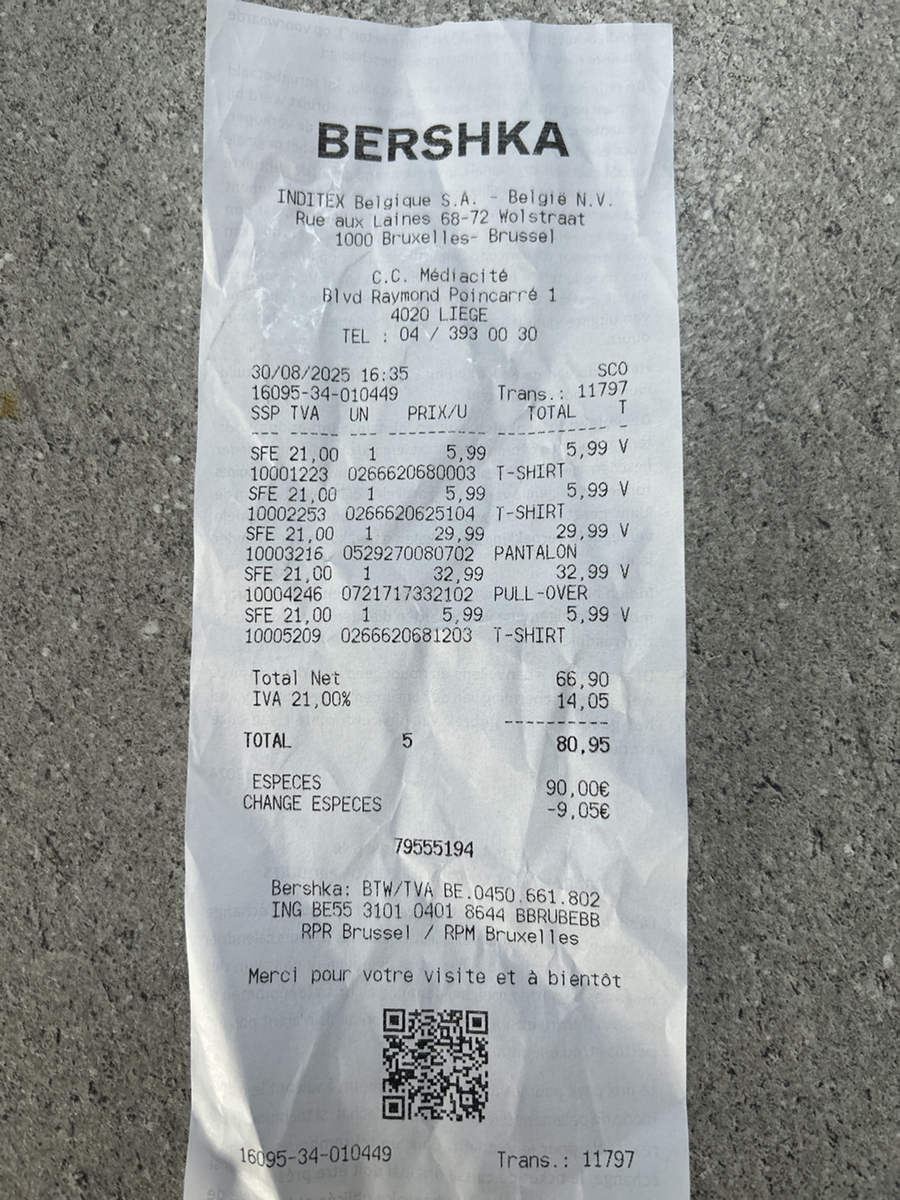 BERSHKA
INDITEX Belgique S.A. - België N.V.
Rue aux Laines 68-72 Wolstraat
1000 Bruxelles- Brussel
C.C. Médiacité
Blvd Raymond Poincarré 1
4020 LIEGE
TEL : 04 / 393 00 30
30/08/2025 16:35 SCO
16095-34-010449 Trans.: 11797
SSP TVA UN PRIX/U TOTAL T
SFE 21,00 1 5,99 5,99 V
10001223 0266620680003 T-SHIRT
SFE 21,00 1 5,99 5,99 V
10002253 0266620625104 T-SHIRT
SFE 21,00 1 29,99 29,99 V
10003216 0529270080702 PANTALON
SFE 21,00 1 32,99 32,99 V
10004246 0721717332102 PULL-OVER
SFE 21,00 1 5,99 5,99 V
10005209 0266620681203 T-SHIRT
Total Net 66,90
IVA 21,00% 14,05
TOTAL 5 80,95
ESPECES 90,00€
CHANGE ESPECES -9,05€
79555194
Bershka: BTW/TVA BE.0450.661.802
ING BE55 3101 0401 8644 BBRUBEBB
RPR Brussel / RPM Bruxelles
Merci pour votre visite et à bientôt
16095-34-010449 Trans.: 11797